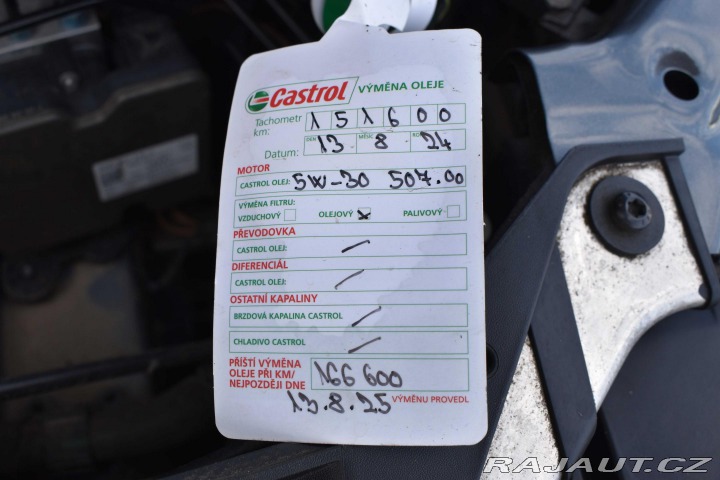 Castrol VÝMĚNA OLEJE
Tachometr km: 151600
DEN MĚSÍC
Datum: 13 8 24
MOTOR
CASTROL OLEJ: 5W-30 507.00
VÝMĚNA FILTRU:
VZDUCHOVÝ OLEJOVÝ x PALIVOVÝ
PŘEVODOVKA
CASTROL OLEJ: /
DIFERENCIÁL
CASTROL OLEJ: /
OSTATNÍ KAPALINY
BRZDOVÁ KAPALINA CASTROL /
CHLADIVO CASTROL /
PŘÍŠTÍ VÝMĚNA
OLEJE PŘI KM/ 166 600
NEJPOZDĚJI DNE
13.8.25 VÝMĚNU PROVEDL
RAJAUT.CZ